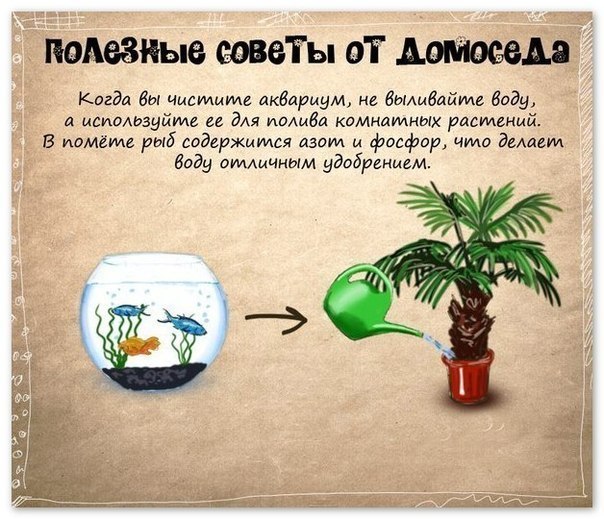 Полезные советы от Домоседа
Когда вы чистите аквариум, не выливайте воду,
а используйте ее для полива комнатных растений.
В помёте рыб содержится азот и фосфор, что делает
воду отличным удобрением.